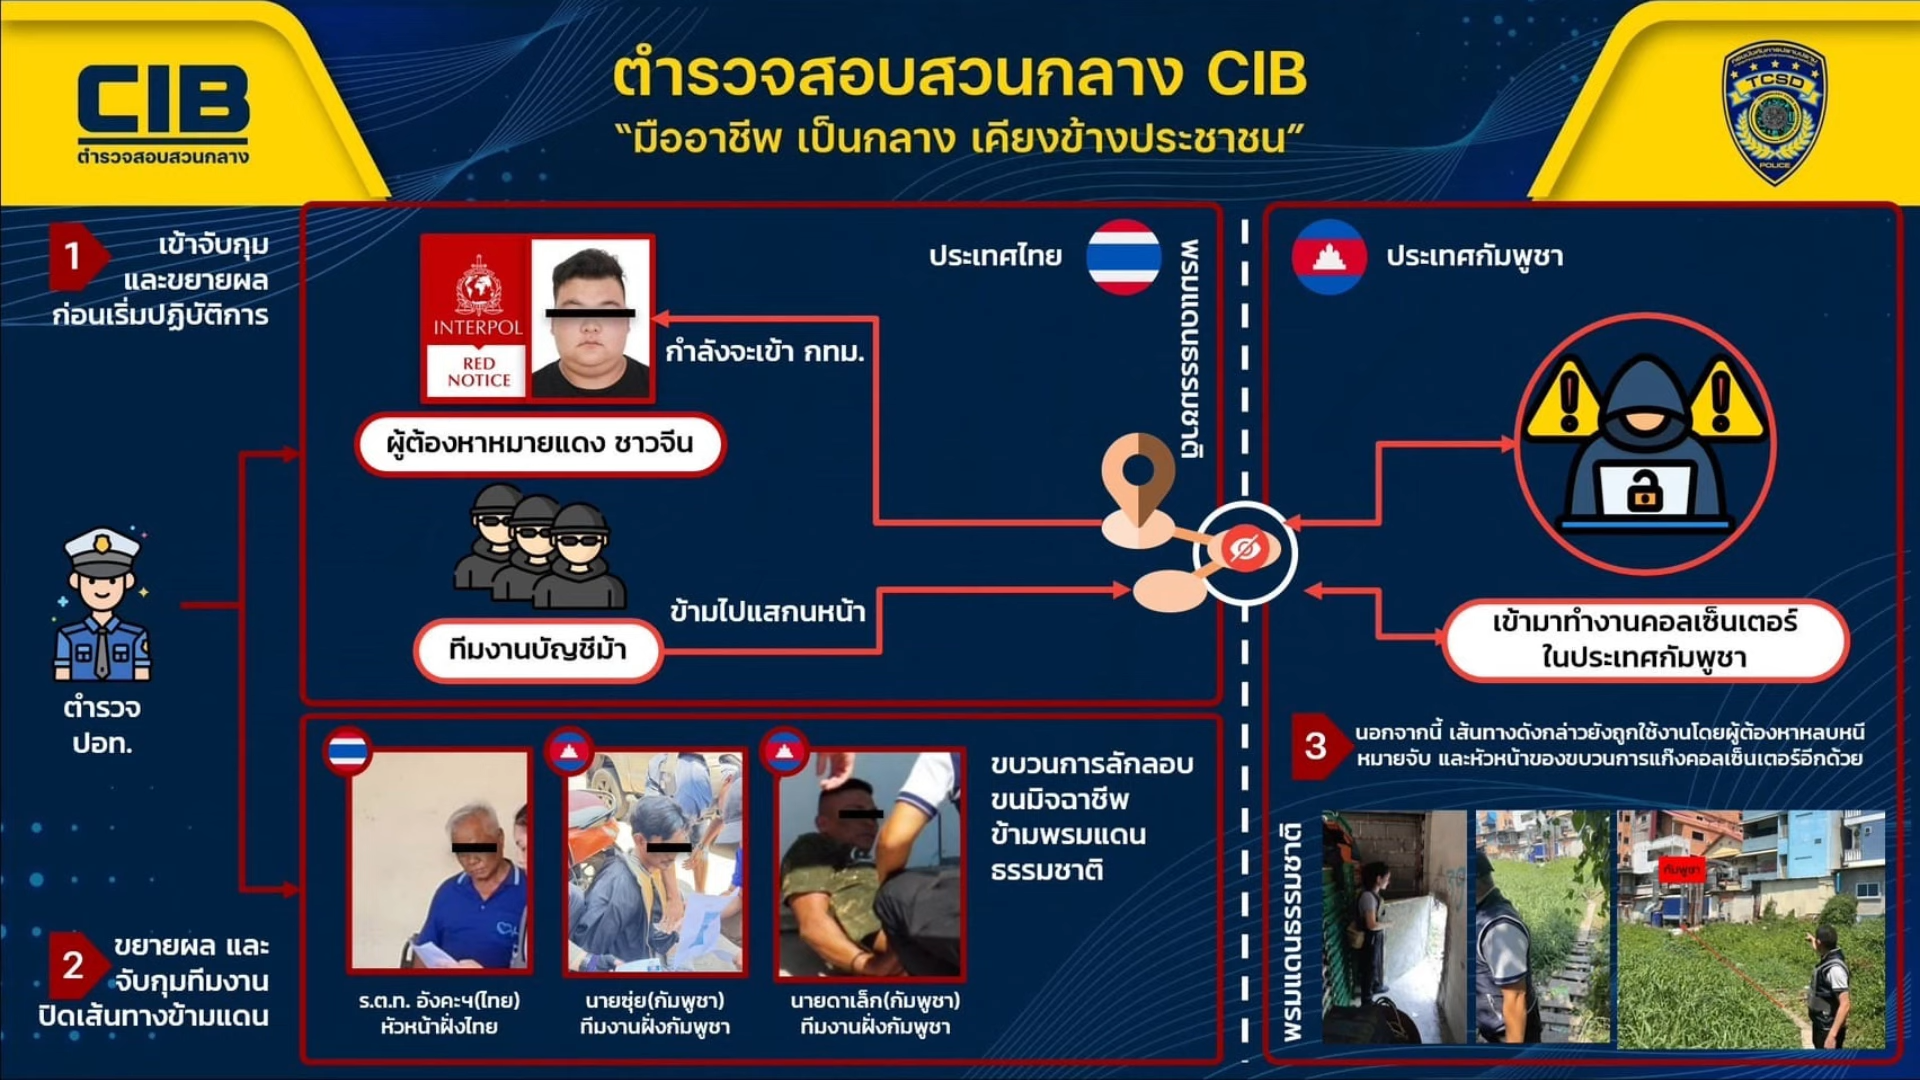 CIB
ตำรวจสอบสวนกลาง
ตำรวจสอบสวนกลาง CIB
“มืออาชีพ เป็นกลาง เคียงข้างประชาชน”
TCSD
POLICE
1
เข้าจับกุม
และขยายผล
ก่อนเริ่มปฏิบัติการ
INTERPOL
RED
NOTICE
กำลังจะเข้า กทม.
ผู้ต้องหาหมายแดง ชาวจีน
ทีมงานบัญชีม้า
ข้ามไปแสกนหน้า
ประเทศไทย
พรมแดนธรรมชาติ
ประเทศกัมพูชา
เข้ามาทำงานคอลเซ็นเตอร์
ในประเทศกัมพูชา
ตำรวจ
ปอท.
2
ขยายผล และ
จับกุมทีมงาน
ปิดเส้นทางข้ามแดน
ร.ต.ท. อังคะฯ(ไทย)
หัวหน้าฝั่งไทย
นายซุ่ย(กัมพูชา)
ทีมงานฝั่งกัมพูชา
นายดาเล็ก(กัมพูชา)
ทีมงานฝั่งกัมพูชา
ขบวนการลักลอบ
ขนมิจฉาชีพ
ข้ามพรมแดน
ธรรมชาติ
3
นอกจากนี้ เส้นทางดังกล่าวยังถูกใช้งานโดยผู้ต้องหาหลบหนี
หมายจับ และหัวหน้าของขบวนการแก๊งคอลเซ็นเตอร์อีกด้วย
พรมแดนธรรมชาติ
กัมพูชา